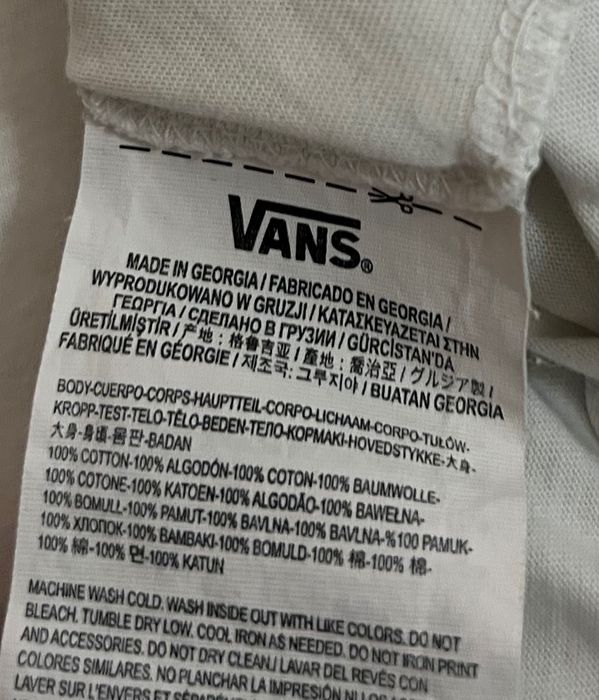 VANS®
MADE IN GEORGIA / FABRICADO EN GEORGIA /
WYPRODUKOWANO W GRUZJI / ΚΑΤΑΣΚΕΥΑΖΕΤΑΙ ΣΤΗΝ
ΓΕΩΡΓΙΑ / СДЕЛАНО В ГРУЗИИ / GÜRCİSTAN'DA
ÜRETİLMİŞTİR / 产地：格鲁吉亚 / 產地：喬治亞 / グルジア製 /
FABRIQUÉ EN GÉORGIE / 제조국: 그루지야 / BUATAN GEORGIA
BODY-CUERPO-CORPS-HAUPTTEIL-CORPO-LICHAAM-CORPO-TUŁÓW-
KROPP-TEST-TELO-TĚLO-BEDEN-ТЕЛО-ΚΟΡΜΑΚΙ-HOVEDSTYKKE-大身-
大身-身頃-몸판-BADAN
100% COTTON-100% ALGODÓN-100% COTON-100% BAUMWOLLE-
100% COTONE-100% KATOEN-100% ALGODÃO-100% BAWEŁNA-
100% BOMULL-100% PAMUT-100% BAVLNA-100% BAVLNA-%100 PAMUK-
100% ХЛОПОК-100% ΒΑΜΒΑΚΙ-100% BOMULD-100% 棉-100% 棉-
100% 綿-100% 면-100% KATUN
MACHINE WASH COLD. WASH INSIDE OUT WITH LIKE COLORS. DO NOT
BLEACH. TUMBLE DRY LOW. COOL IRON AS NEEDED. DO NOT IRON PRINT
AND ACCESSORIES. DO NOT DRY CLEAN./ LAVAR DEL REVÉS CON
COLORES SIMILARES. NO PLANCHAR LA IMPRESIÓN NI LOS
LAVER SUR L'ENVERS ET